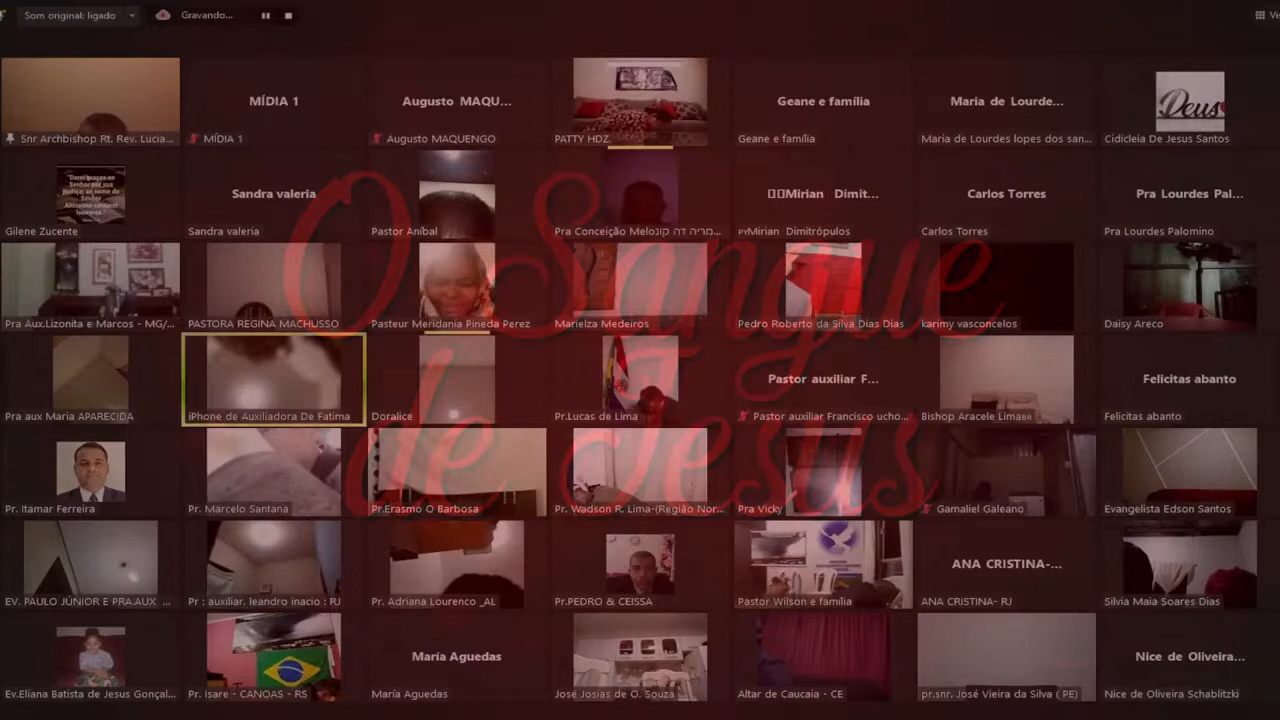 Som original: ligado
Gravando...
MÍDIA 1
Augusto MAQU...
Geane e família
Maria de Lourde...
Deus
Snr Archbishop Rt. Rev. Lucia...
MÍDIA 1
Augusto MAQUENGO
PATTY HDZ.
Geane e família
Maria de Lourdes lopes dos san...
Cidicleia De Jesus Santos
Sandra valeria
Mirian Dimit...
Carlos Torres
Pra Lourdes Pal...
Gilene Zucente
Sandra valeria
Pastor Aníbal
Pra Conceição Melo
Mirian Dimitrópulos
Carlos Torres
Pra Lourdes Palomino
O Sangue
de Jesus
Pra Aux.Lizonita e Marcos - MG/...
PASTORA REGINA MACHUSSO
Pasteur Meridania Pineda Perez
Marielza Medeiros
Pedro Roberto da Silva Dias Dias
karimy vasconcelos
Daisy Areco
Pastor auxiliar F...
Felicitas abanto
Pra aux Maria APARECIDA
iPhone de Auxiliadora De Fatima
Doralice
Pr.Lucas de Lima
Pastor auxiliar Francisco ucho...
Bishop Aracele Lima
Felicitas abanto
Pr. Itamar Ferreira
Pr. Marcelo Santana
Pr.Erasmo O Barbosa
Pr. Wadson R. Lima-(Região Nor...
Pra Vicky
Gamaliel Galeano
Evangelista Edson Santos
ANA CRISTINA-...
EV. PAULO JÚNIOR E PRA.AUX ...
Pr : auxiliar. leandro inacio : RJ
Pr. Adriana Lourenco _AL
Pr.PEDRO & CEISSA
Pastor Wilson e família
ANA CRISTINA- RJ
Silvia Maia Soares Dias
María Aguedas
Nice de Oliveira...
Ev.Eliana Batista de Jesus Gonçal...
Pr. Isare - CANOAS - RS
María Aguedas
José Josias de O. Souza
Altar de Caucaia - CE
pr.snr. José Vieira da Silva ( PE)
Nice de Oliveira Schablitzki